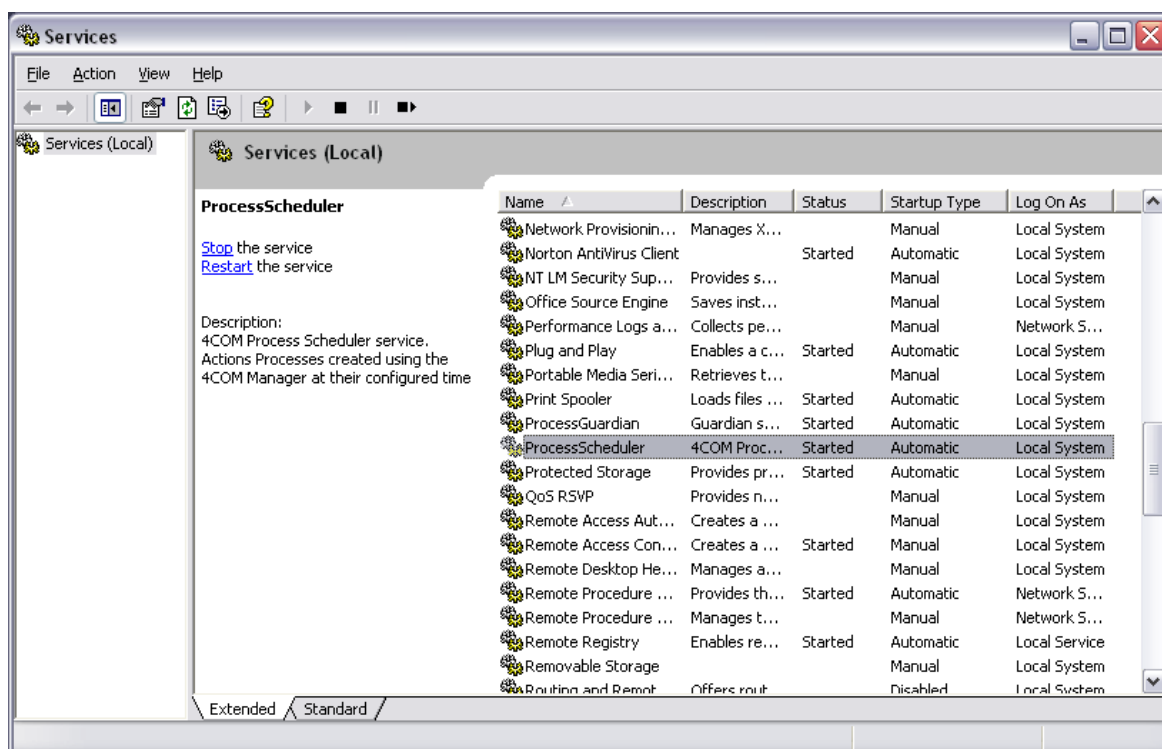 Services
File Action View Help
Services (Local)
Services (Local)
ProcessScheduler
Stop the service
Restart the service
Description:
4COM Process Scheduler service.
Actions Processes created using the
4COM Manager at their configured time
Name Description Status Startup Type Log On As
Network Provisionin... Manages X... Manual Local System
Norton AntiVirus Client Started Automatic Local System
NT LM Security Sup... Provides s... Manual Local System
Office Source Engine Saves inst... Manual Local System
Performance Logs a... Collects pe... Manual Network S...
Plug and Play Enables a c... Started Automatic Local System
Portable Media Seri... Retrieves t... Manual Local System
Print Spooler Loads files ... Started Automatic Local System
ProcessGuardian Guardian s... Started Automatic Local System
ProcessScheduler 4COM Proc... Started Automatic Local System
Protected Storage Provides pr... Started Automatic Local System
QoS RSVP Provides n... Manual Local System
Remote Access Aut... Creates a ... Manual Local System
Remote Access Con... Creates a ... Started Manual Local System
Remote Desktop He... Manages a... Manual Local System
Remote Procedure ... Provides th... Started Automatic Network S...
Remote Procedure ... Manages t... Manual Network S...
Remote Registry Enables re... Started Automatic Local Service
Removable Storage Manual Local System
Routing and Remot Offers rout Disabled Local System
Extended Standard